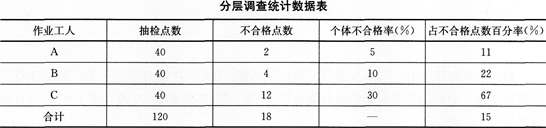 分层调查统计数据表
作业工人 抽检点数 不合格点数 个体不合格率(%) 占不合格点数百分率(%)
A 40 2 5 11
B 40 4 10 22
C 40 12 30 67
合计 120 18 — 15